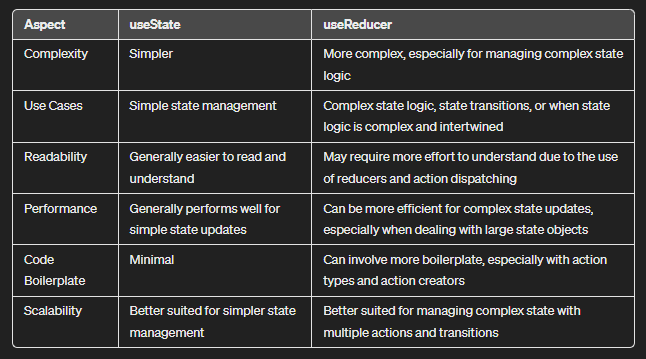 Aspect useState useReducer
Complexity Simpler More complex, especially for managing complex state
logic
Use Cases Simple state management Complex state logic, state transitions, or when state
logic is complex and intertwined
Readability Generally easier to read and May require more effort to understand due to the use
understand of reducers and action dispatching
Performance Generally performs well for Can be more efficient for complex state updates,
simple state updates especially when dealing with large state objects
Code Minimal Can involve more boilerplate, especially with action
Boilerplate types and action creators
Scalability Better suited for simpler state Better suited for managing complex state with
management multiple actions and transitions